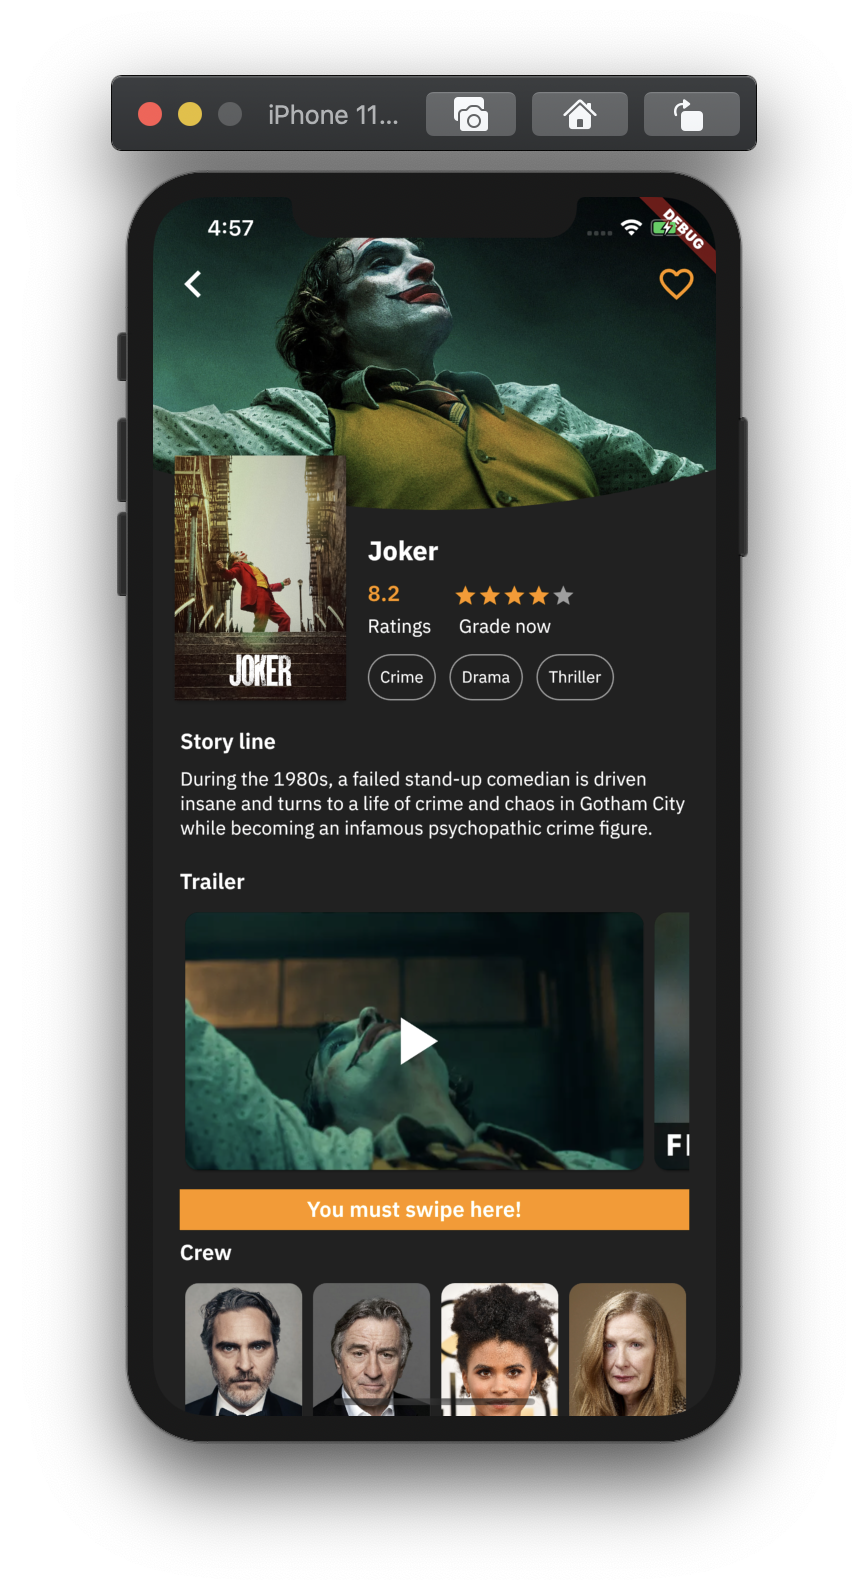 iPhone 11...
4:57
DEBUG
Joker
8.2
Ratings Grade now
JOKER
Crime Drama Thriller
Story line
During the 1980s, a failed stand-up comedian is driven
insane and turns to a life of crime and chaos in Gotham City
while becoming an infamous psychopathic crime figure.
Trailer
You must swipe here!
Crew